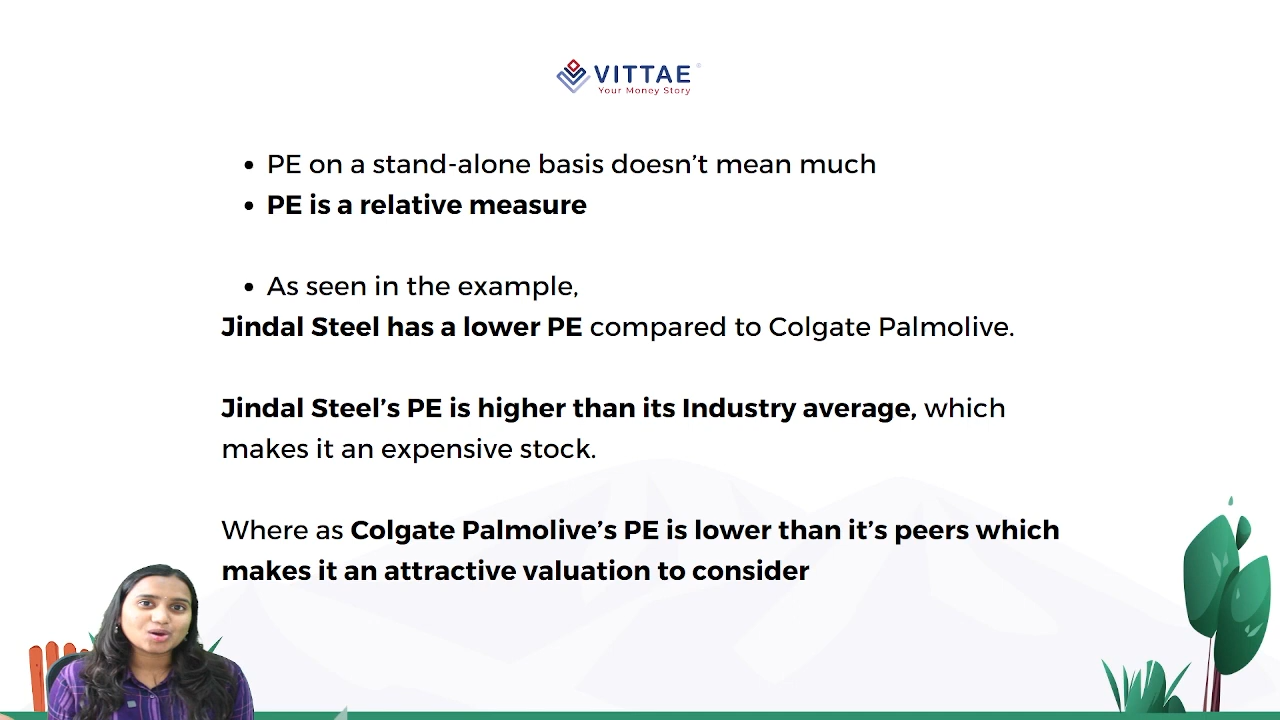 VITTAE
Your Money Story
• PE on a stand-alone basis doesn't mean much
• PE is a relative measure
• As seen in the example,
Jindal Steel has a lower PE compared to Colgate Palmolive.
Jindal Steel's PE is higher than its Industry average, which
makes it an expensive stock.
Where as Colgate Palmolive's PE is lower than it's peers which
makes it an attractive valuation to consider